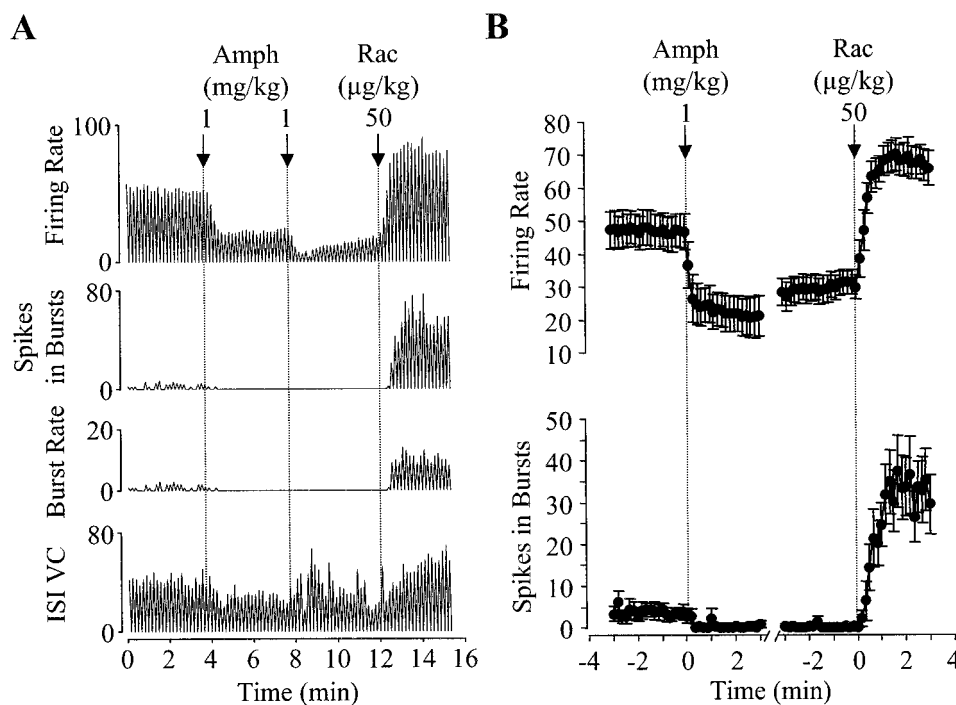 A
Amph
(mg/kg)
1
1
Rac
(µg/kg)
50
Firing Rate
100
0
Spikes
in Bursts
80
0
Burst Rate
20
0
ISI VC
80
0
0 2 4 6 8 10 12 14 16
Time (min)
B
Amph
(mg/kg)
1
Rac
(µg/kg)
50
Firing Rate
80
70
60
50
40
30
20
10
Spikes in Bursts
50
40
30
20
10
0
-4 -2 0 2 -2 0 2 4
Time (min)